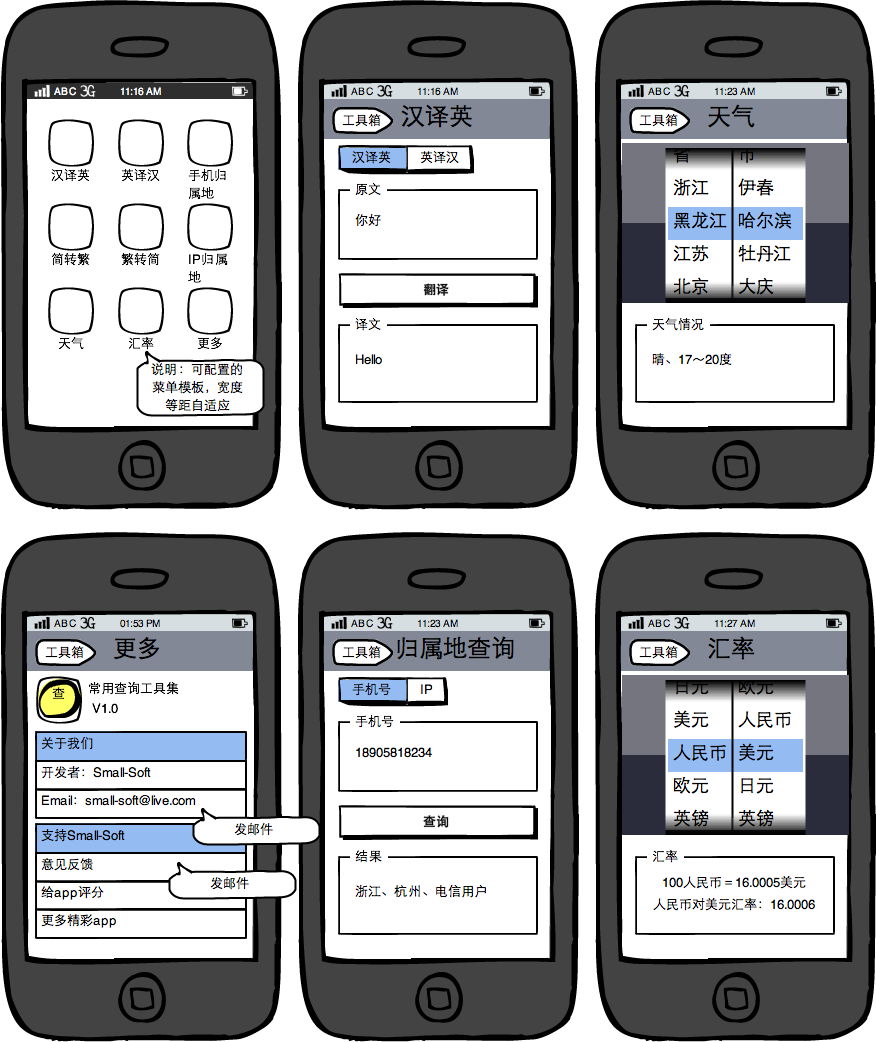 ABC 3G 11:16 AM
汉译英 英译汉 手机归
属地
简转繁 繁转简 IP归属
地
天气 汇率 更多
说明：可配置的
菜单模板，宽度
等距自适应
ABC 3G 11:16 AM
工具箱 汉译英
汉译英 英译汉
原文
你好
翻译
译文
Hello
ABC 3G 11:23 AM
工具箱 天气
省 市
浙江 伊春
黑龙江 哈尔滨
江苏 牡丹江
北京 大庆
天气情况
晴、17～20度
ABC 3G 01:53 PM
工具箱 更多
查 常用查询工具集
V1.0
关于我们
开发者：Small-Soft
Email：small-soft@live.com
发邮件
支持Small-Soft
意见反馈
发邮件
给app评分
更多精彩app
ABC 3G 11:23 AM
工具箱 归属地查询
手机号 IP
手机号
18905818234
查询
结果
浙江、杭州、电信用户
ABC 3G 11:27 AM
工具箱 汇率
日元 欧元
美元 人民币
人民币 美元
欧元 日元
英镑 英镑
汇率
100人民币＝16.0005美元
人民币对美元汇率：16.0006